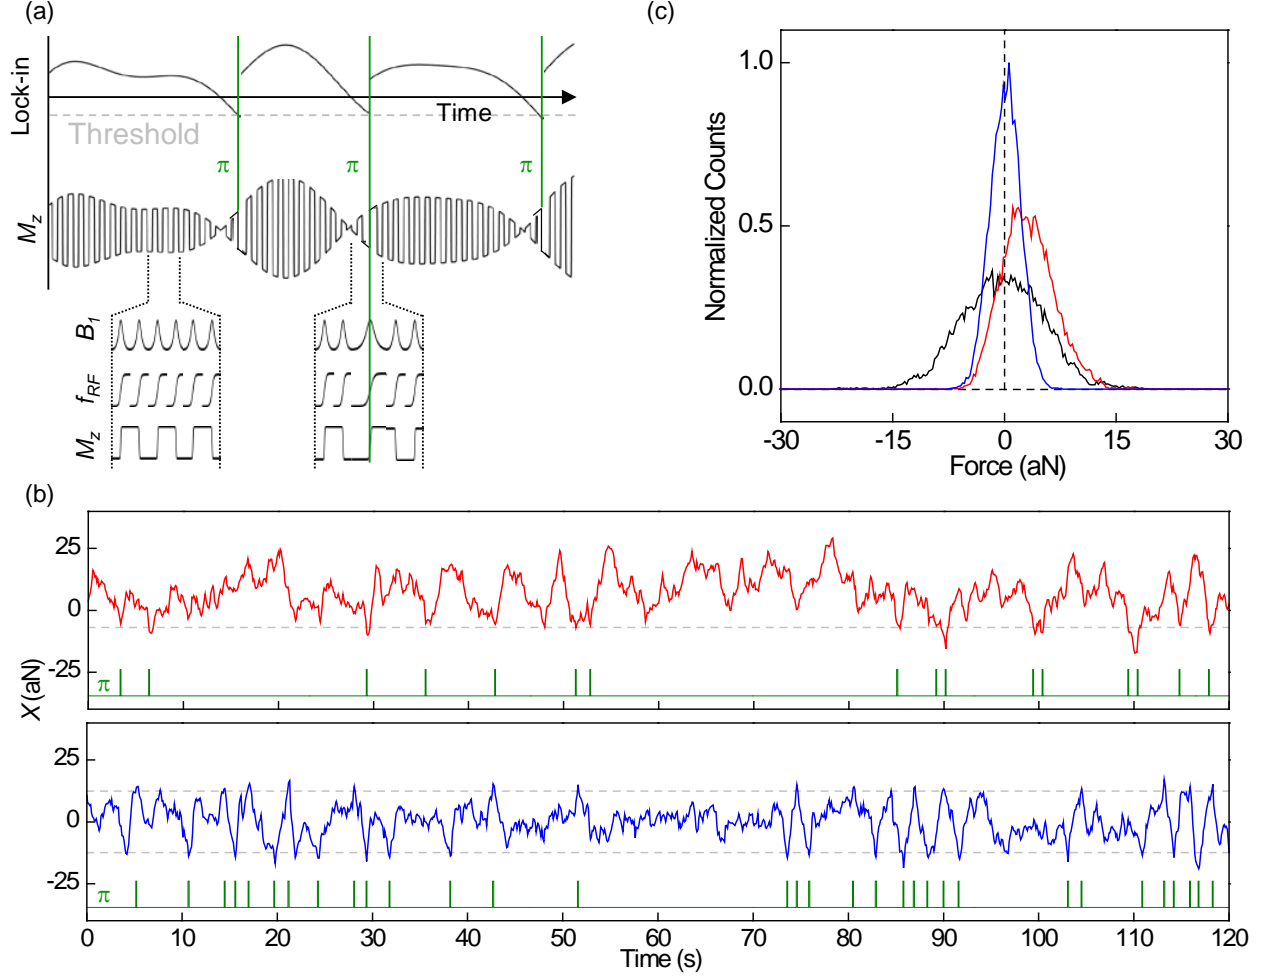 (a)
Lock-in
Time
Threshold
π π π
M_z
B_1
f_RF
M_z
(c)
Normalized Counts
1.0
0.5
0.0
-30 -15 0 15 30
Force (aN)
(b)
X (aN)
25
0
-25
π
25
0
-25
π
0 10 20 30 40 50 60 70 80 90 100 110 120
Time (s)